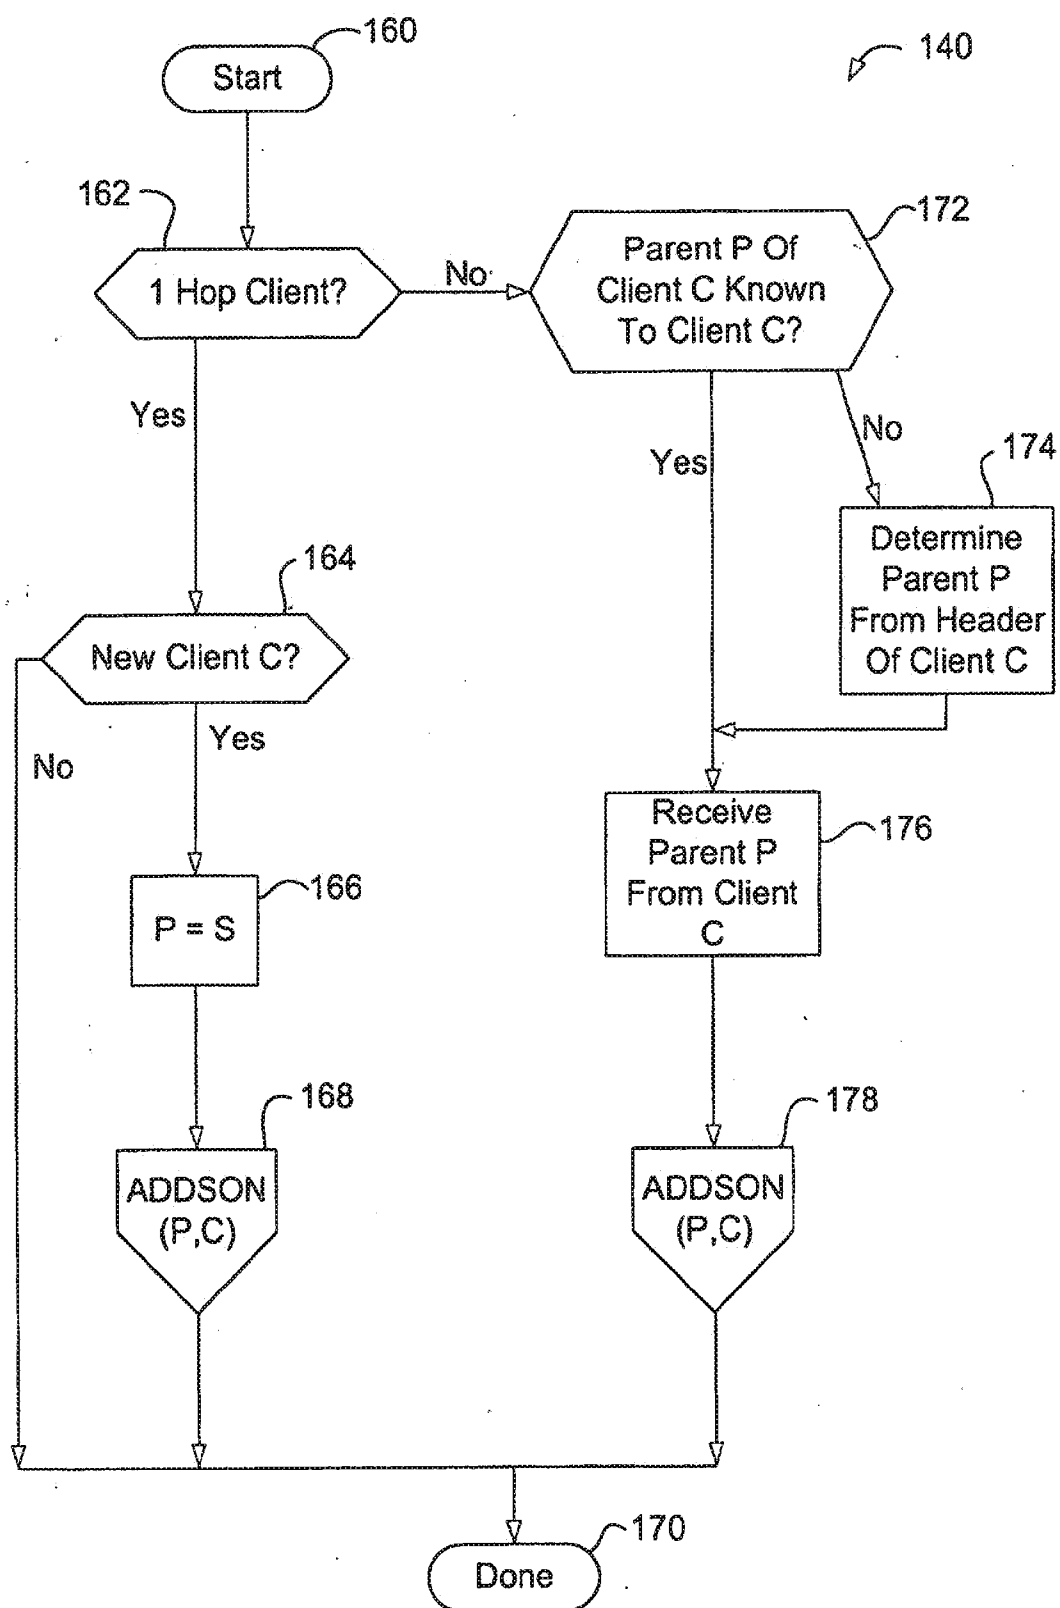 160
Start
140
162
1 Hop Client?
No
172
Parent P Of
Client C Known
To Client C?
Yes
No
Yes
174
Determine
Parent P
From Header
Of Client C
164
New Client C?
Yes
No
Receive
Parent P
From Client
C
176
166
P = S
168
ADDSON
(P,C)
178
ADDSON
(P,C)
170
Done